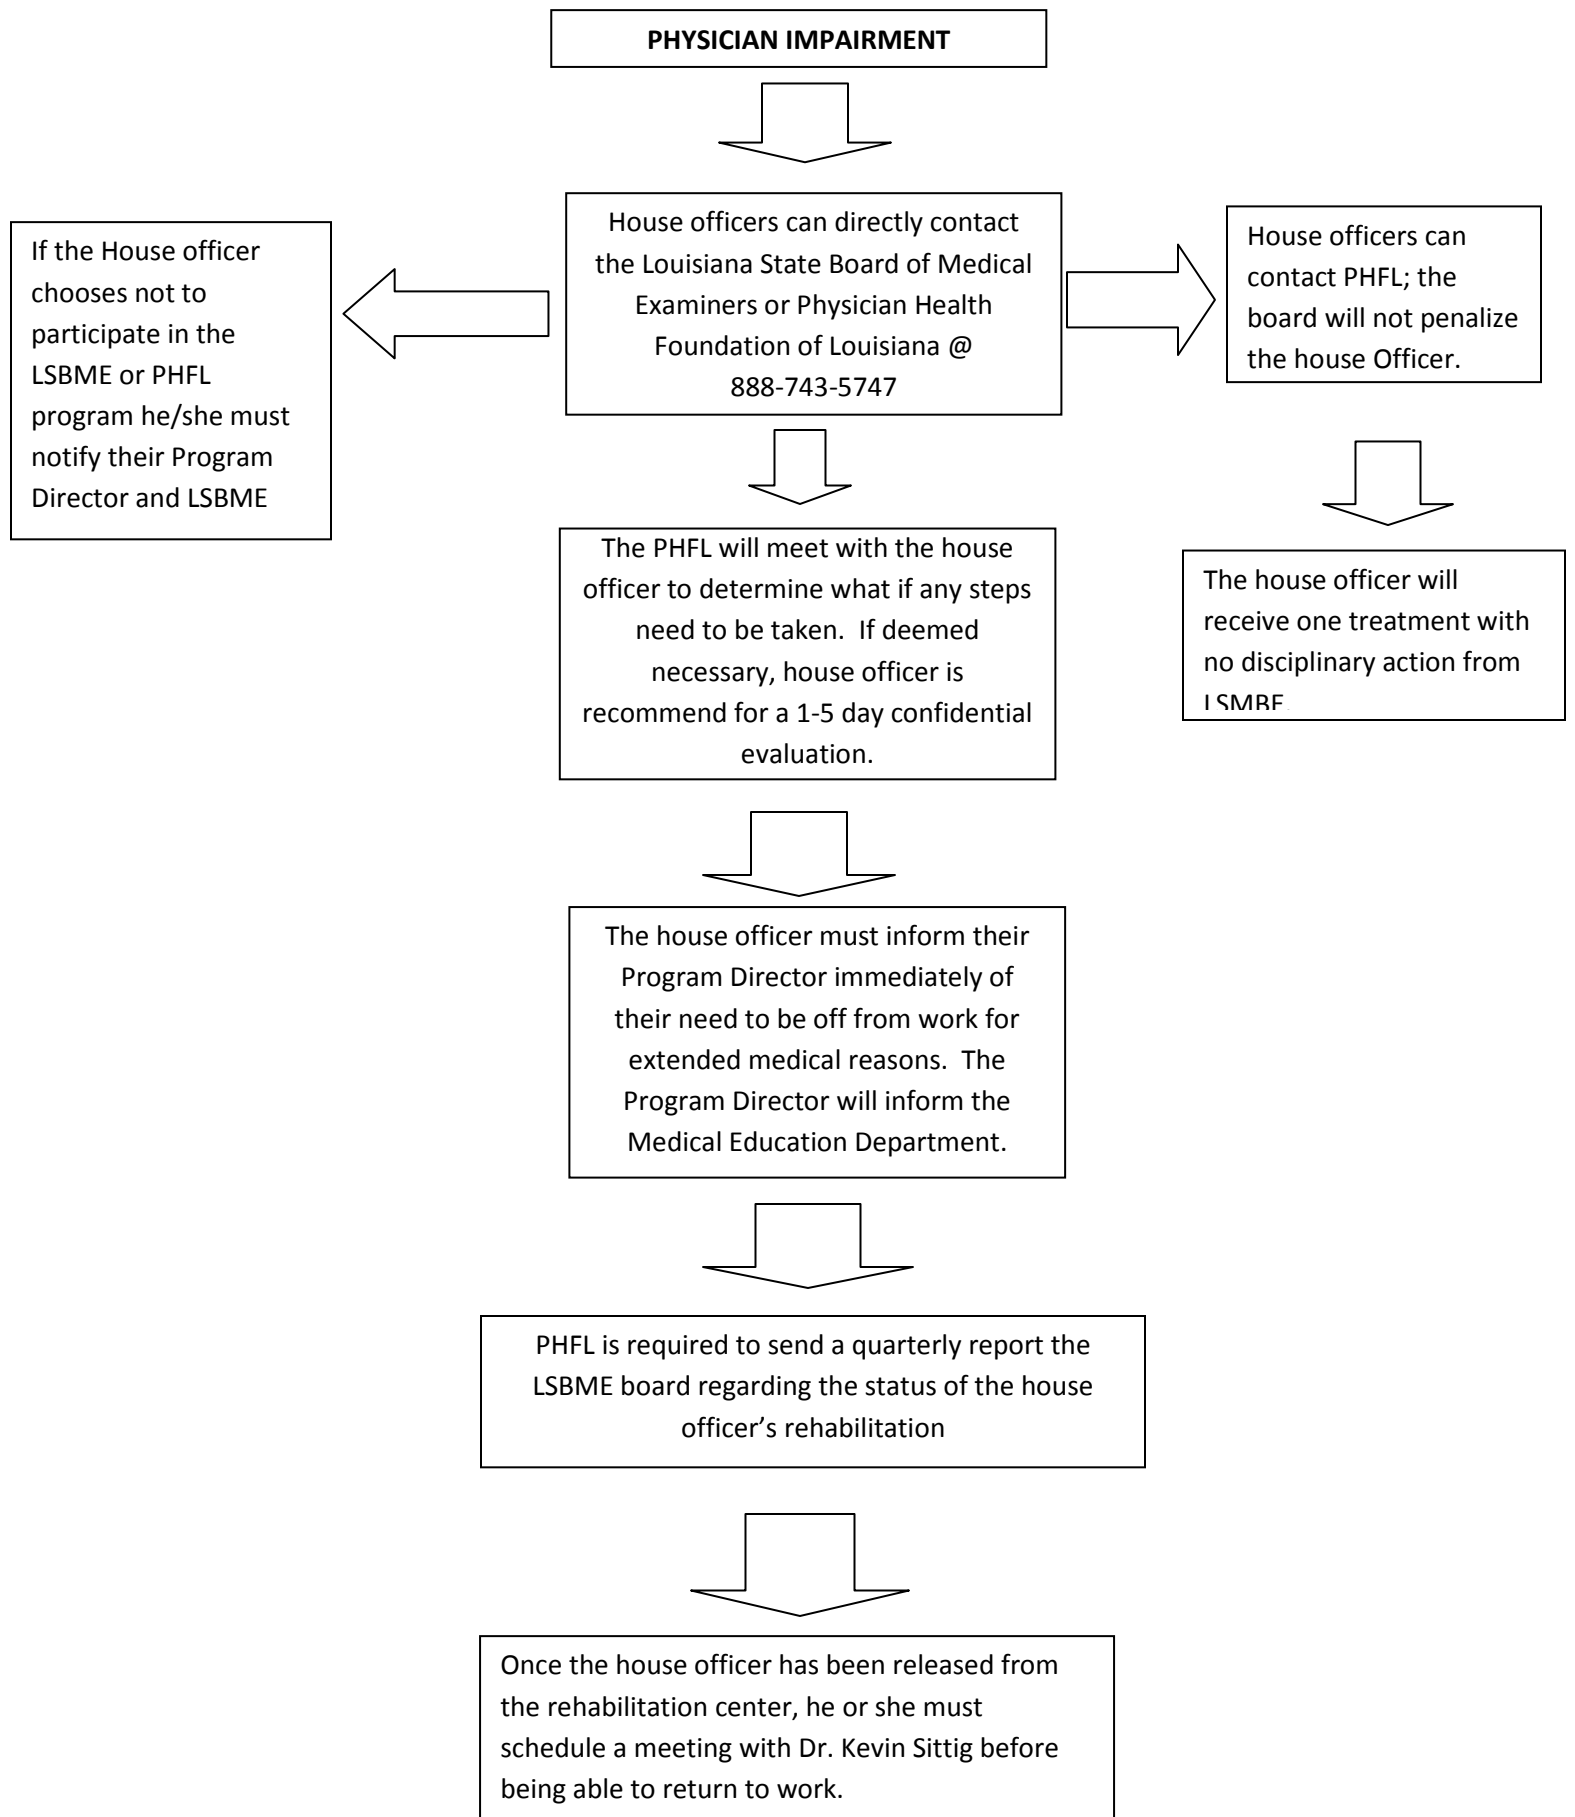 PHYSICIAN IMPAIRMENT
House officers can directly contact
the Louisiana State Board of Medical
Examiners or Physician Health
Foundation of Louisiana @
888-743-5747
If the House officer
chooses not to
participate in the
LSBME or PHFL
program he/she must
notify their Program
Director and LSBME
House officers can
contact PHFL; the
board will not penalize
the house Officer.
The house officer will
receive one treatment with
no disciplinary action from
LSMBE.
The PHFL will meet with the house
officer to determine what if any steps
need to be taken.  If deemed
necessary, house officer is
recommend for a 1-5 day confidential
evaluation.
The house officer must inform their
Program Director immediately of
their need to be off from work for
extended medical reasons.  The
Program Director will inform the
Medical Education Department.
PHFL is required to send a quarterly report the
LSBME board regarding the status of the house
officer’s rehabilitation
Once the house officer has been released from
the rehabilitation center, he or she must
schedule a meeting with Dr. Kevin Sittig before
being able to return to work.